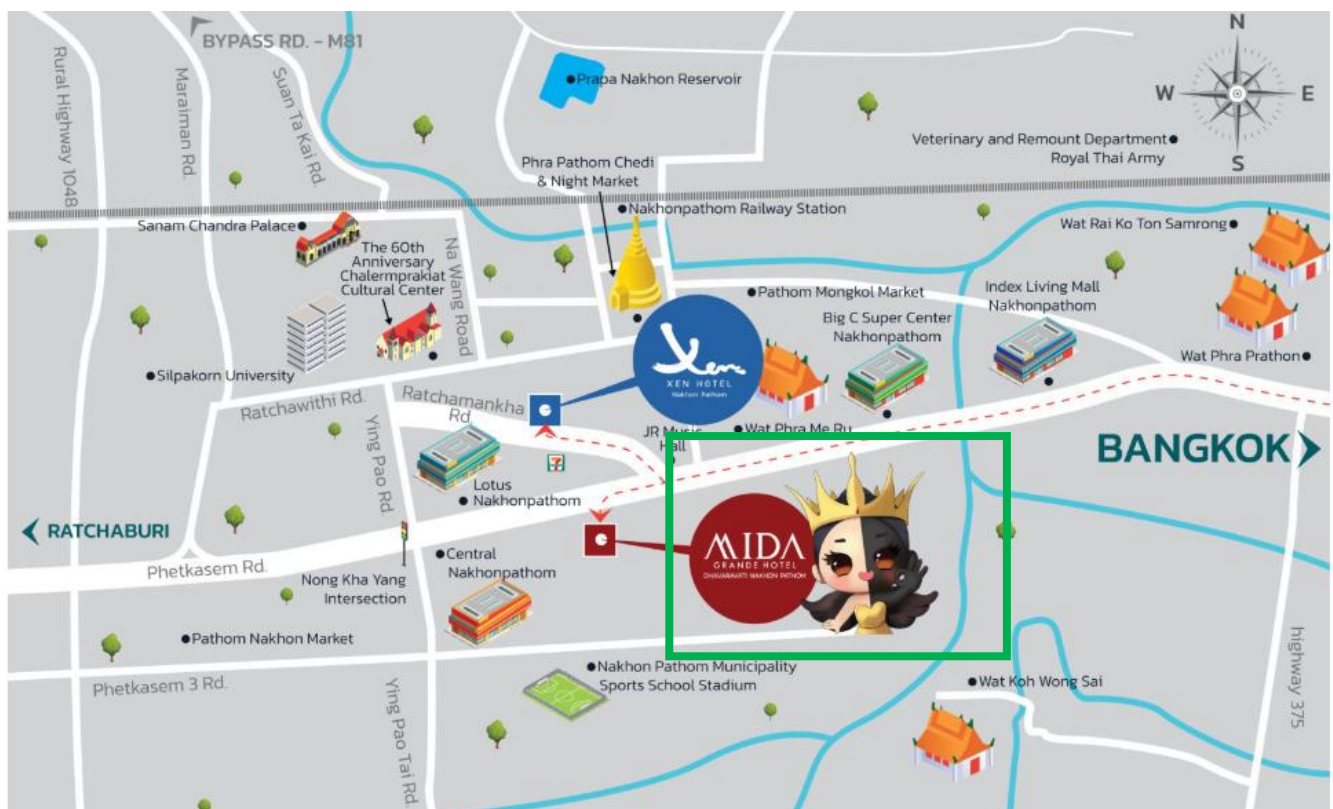 BYPASS RD. - M81
N
W
E
S
Rural Highway 1048
Maraiman Rd.
Suan Ta Kai Rd.
Prapa Nakhon Reservoir
Veterinary and Remount Department
Royal Thai Army
Phra Pathom Chedi
& Night Market
Nakhonpathom Railway Station
Sanam Chandra Palace
Wat Rai Ko Ton Samrong
The 60th
Anniversary
Chalermprakiat
Cultural Center
Na Wang Road
Pathom Mongkol Market
Index Living Mall
Nakhonpathom
Big C Super Center
Nakhonpathom
Xen
XEN HOTEL
Nakhon Pathom
Wat Phra Prathon
Silpakorn University
Ratchawithi Rd.
Ratchamankha
Rd
JR Music
Hall
Wat Phra Me Ru
BANGKOK
Ying Pao Rd.
7
Lotus
Nakhonpathom
RATCHABURI
Phetkasem Rd.
Nong Kha Yang
Intersection
Central
Nakhonpathom
MIDA
GRANDE HOTEL
DHAVARAVATI NAKHON PATHOM
Pathom Nakhon Market
Phetkasem 3 Rd.
Nakhon Pathom Municipality
Sports School Stadium
Wat Koh Wong Sai
Ying Pao Tai Rd.
highway 375